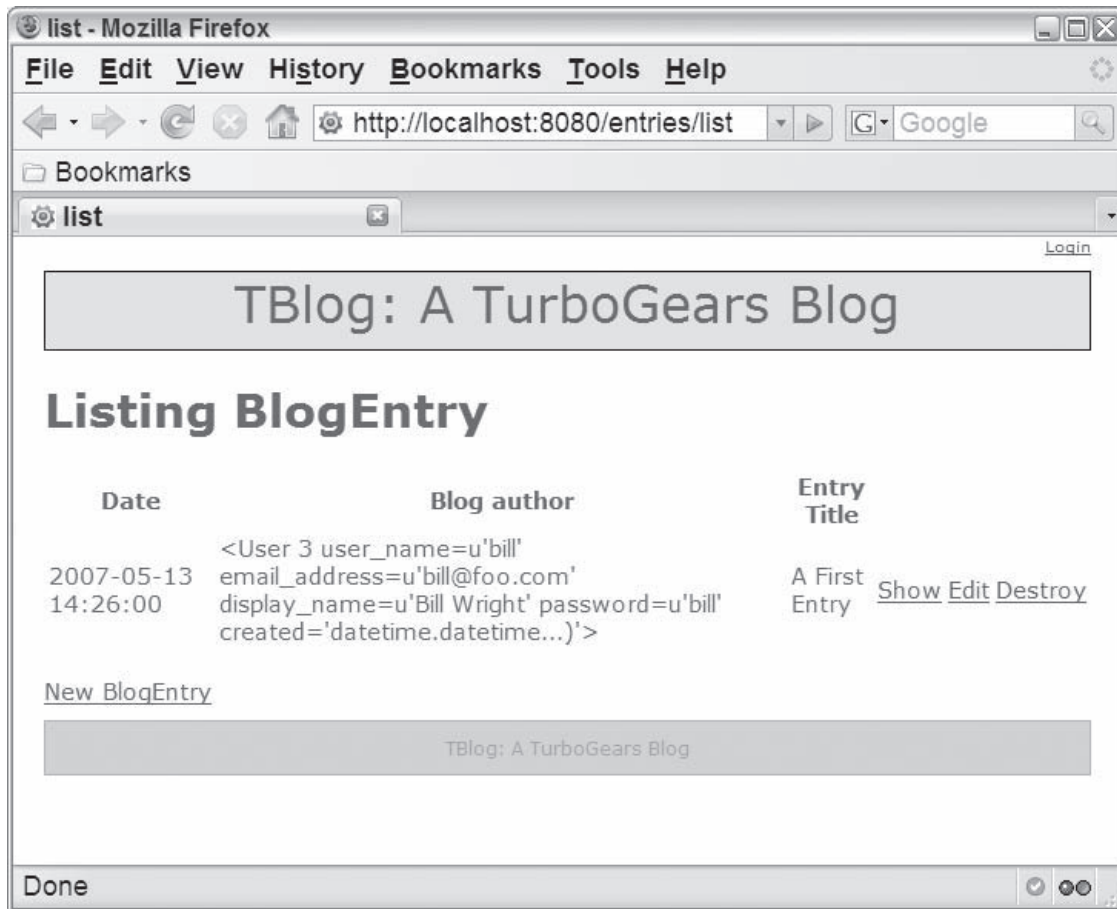 list - Mozilla Firefox
File Edit View History Bookmarks Tools Help
http://localhost:8080/entries/list
G Google
Bookmarks
list
Login
TBlog: A TurboGears Blog
Listing BlogEntry
Date Blog author Entry Title
2007-05-13 14:26:00
<User 3 user_name=u'bill'
email_address=u'bill@foo.com'
display_name=u'Bill Wright' password=u'bill'
created='datetime.datetime...)'>
A First Entry
Show Edit Destroy
New BlogEntry
TBlog: A TurboGears Blog
Done